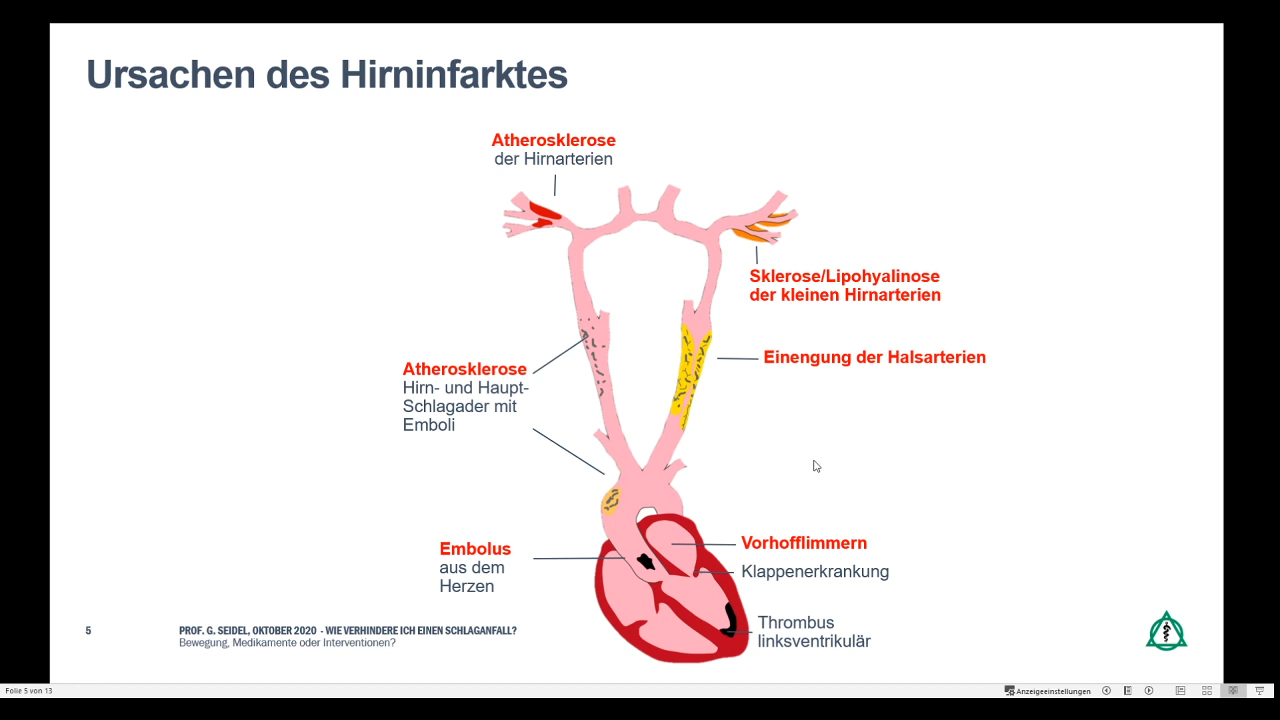 Ursachen des Hirninfarktes
Atherosklerose
der Hirnarterien
Sklerose/Lipohyalinose
der kleinen Hirnarterien
Einengung der Halsarterien
Atherosklerose
Hirn- und Haupt-
Schlagader mit
Emboli
Embolus
aus dem
Herzen
Vorhofflimmern
Klappenerkrankung
Thrombus
linksventrikulär
5
PROF. G. SEIDEL, OKTOBER 2020 - WIE VERHINDERE ICH EINEN SCHLAGANFALL?
Bewegung, Medikamente oder Interventionen?
Folie 5 von 13
Anzeigeeinstellungen